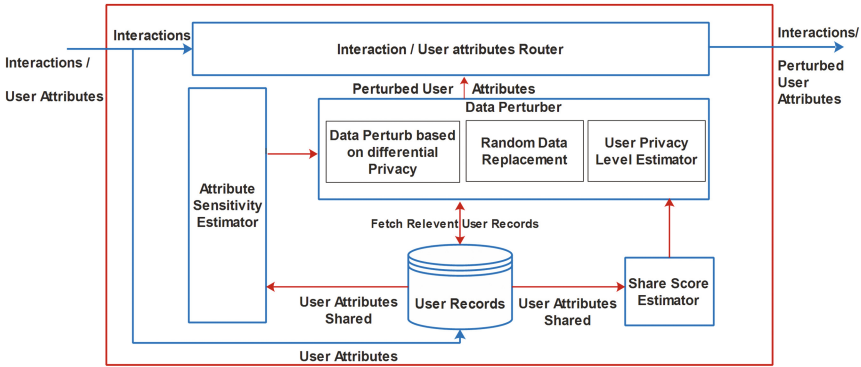 Interactions /
User Attributes
Interactions
Interaction / User attributes Router
Interactions/
Perturbed
User
Attributes
Perturbed User Attributes
Data Perturber
Data Perturb based
on differential
Privacy
Random Data
Replacement
User Privacy
Level Estimator
Attribute
Sensitivity
Estimator
Fetch Relevent User Records
User Records
User Attributes
Shared
User Attributes
Shared
Share Score
Estimator
User Attributes